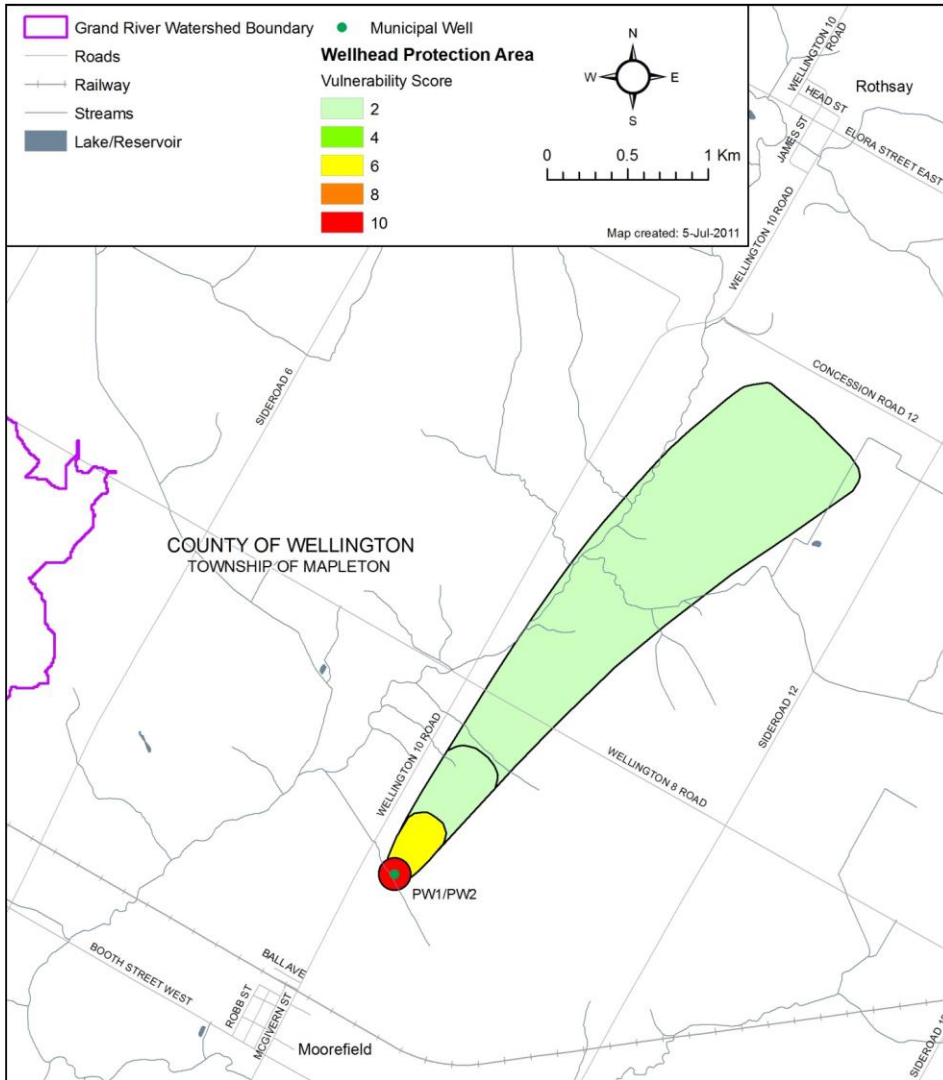 Grand River Watershed Boundary
Roads
Railway
Streams
Lake/Reservoir
Municipal Well
Wellhead Protection Area
Vulnerability Score
2
4
6
8
10
N
W
E
S
0
0.5
1 Km
Map created: 5-Jul-2011
WELLINGTON 10
ROAD
Rothsay
HEAD ST
JAMES ST
ELORA STREET EAST
WELLINGTON 10 ROAD
SIDEROAD 6
CONCESSION ROAD 12
COUNTY OF WELLINGTON
TOWNSHIP OF MAPLETON
WELLINGTON 10 ROAD
SIDEROAD 12
WELLINGTON 8 ROAD
PW1/PW2
BALL AVE
BOOTH STREET WEST
ROBB ST
MCGIVERN ST
Moorefield